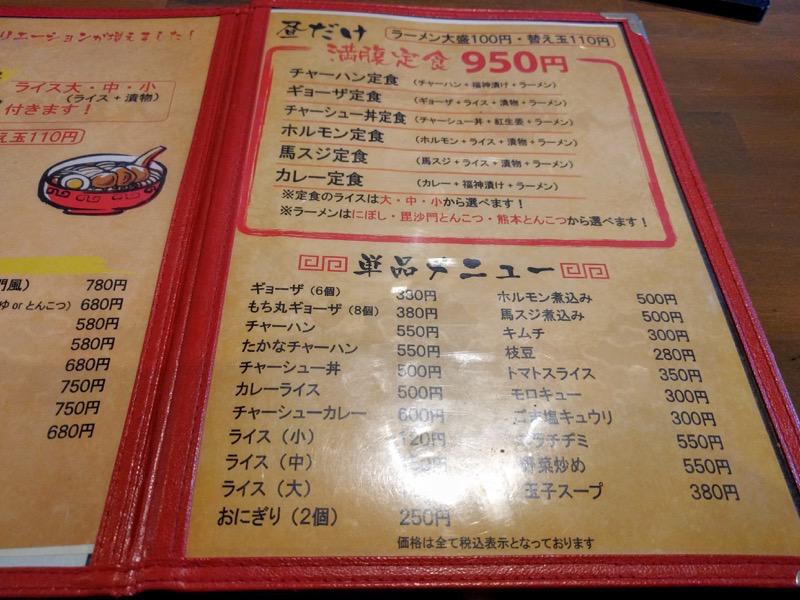 リエーションが増えました!
ライス大・中・小
(ライス+漬物)
付きます!
え玉110円
門風) 780円
ゆ or とんこつ) 680円
580円
580円
680円
750円
750円
680円
昼だけ ラーメン大盛100円・替え玉110円
満腹定食 950円
チャーハン定食 (チャーハン+福神漬け+ラーメン)
ギョーザ定食 (ギョーザ+ライス+漬物+ラーメン)
チャーシュー丼定食 (チャーシュー丼+紅生姜+ラーメン)
ホルモン定食 (ホルモン+ライス+漬物+ラーメン)
馬スジ定食 (馬スジ+ライス+漬物+ラーメン)
カレー定食 (カレー+福神漬け+ラーメン)
※定食のライスは大・中・小から選べます!
※ラーメンはにぼし・毘沙門とんこつ・熊本とんこつから選べます!
単品メニュー
ギョーザ(6個) 330円
もち丸ギョーザ(8個) 380円
チャーハン 550円
たかなチャーハン 550円
チャーシュー丼 500円
カレーライス 500円
チャーシューカレー 600円
ライス(小) 120円
ライス(中)
ライス(大)
おにぎり(2個) 250円
ホルモン煮込み 500円
馬スジ煮込み 500円
キムチ 300円
枝豆 280円
トマトスライス 350円
モロキュー 300円
ごま塩キュウリ 300円
チヂミ 550円
野菜炒め 550円
玉子スープ 380円
価格は全て税込表示となっております